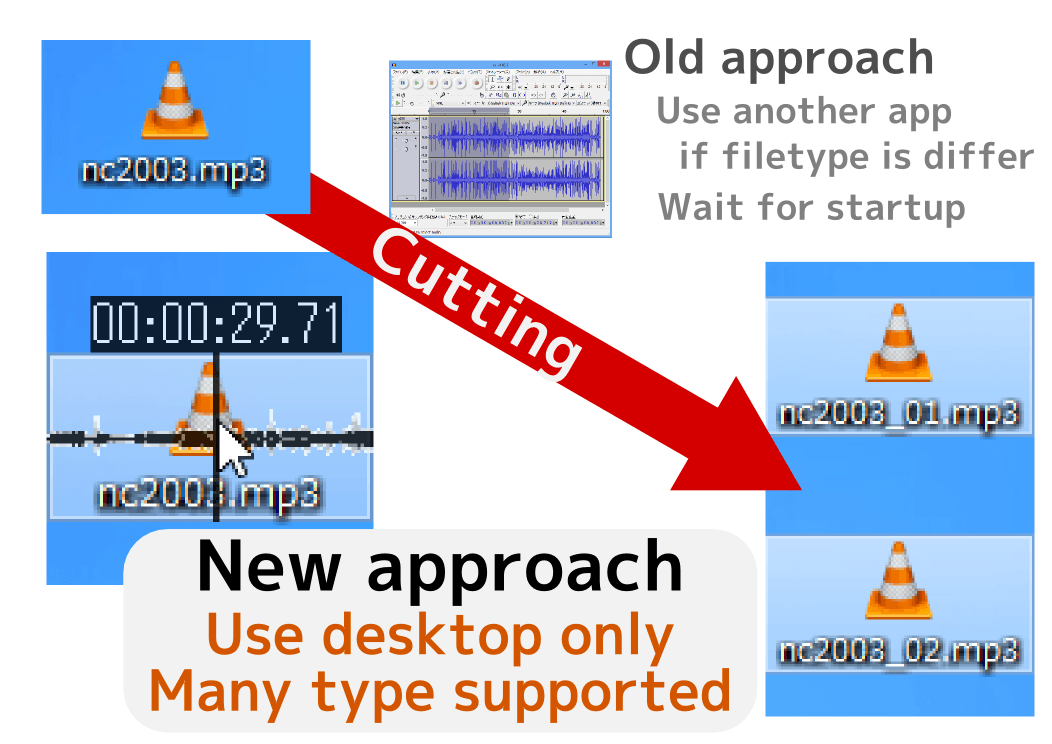 nc2003.mp3
Old approach
Use another app
if filetype is differ
Wait for startup
Cutting
00:00:29.71
nc2003.mp3
nc2003_01.mp3
nc2003_02.mp3
New approach
Use desktop only
Many type supported